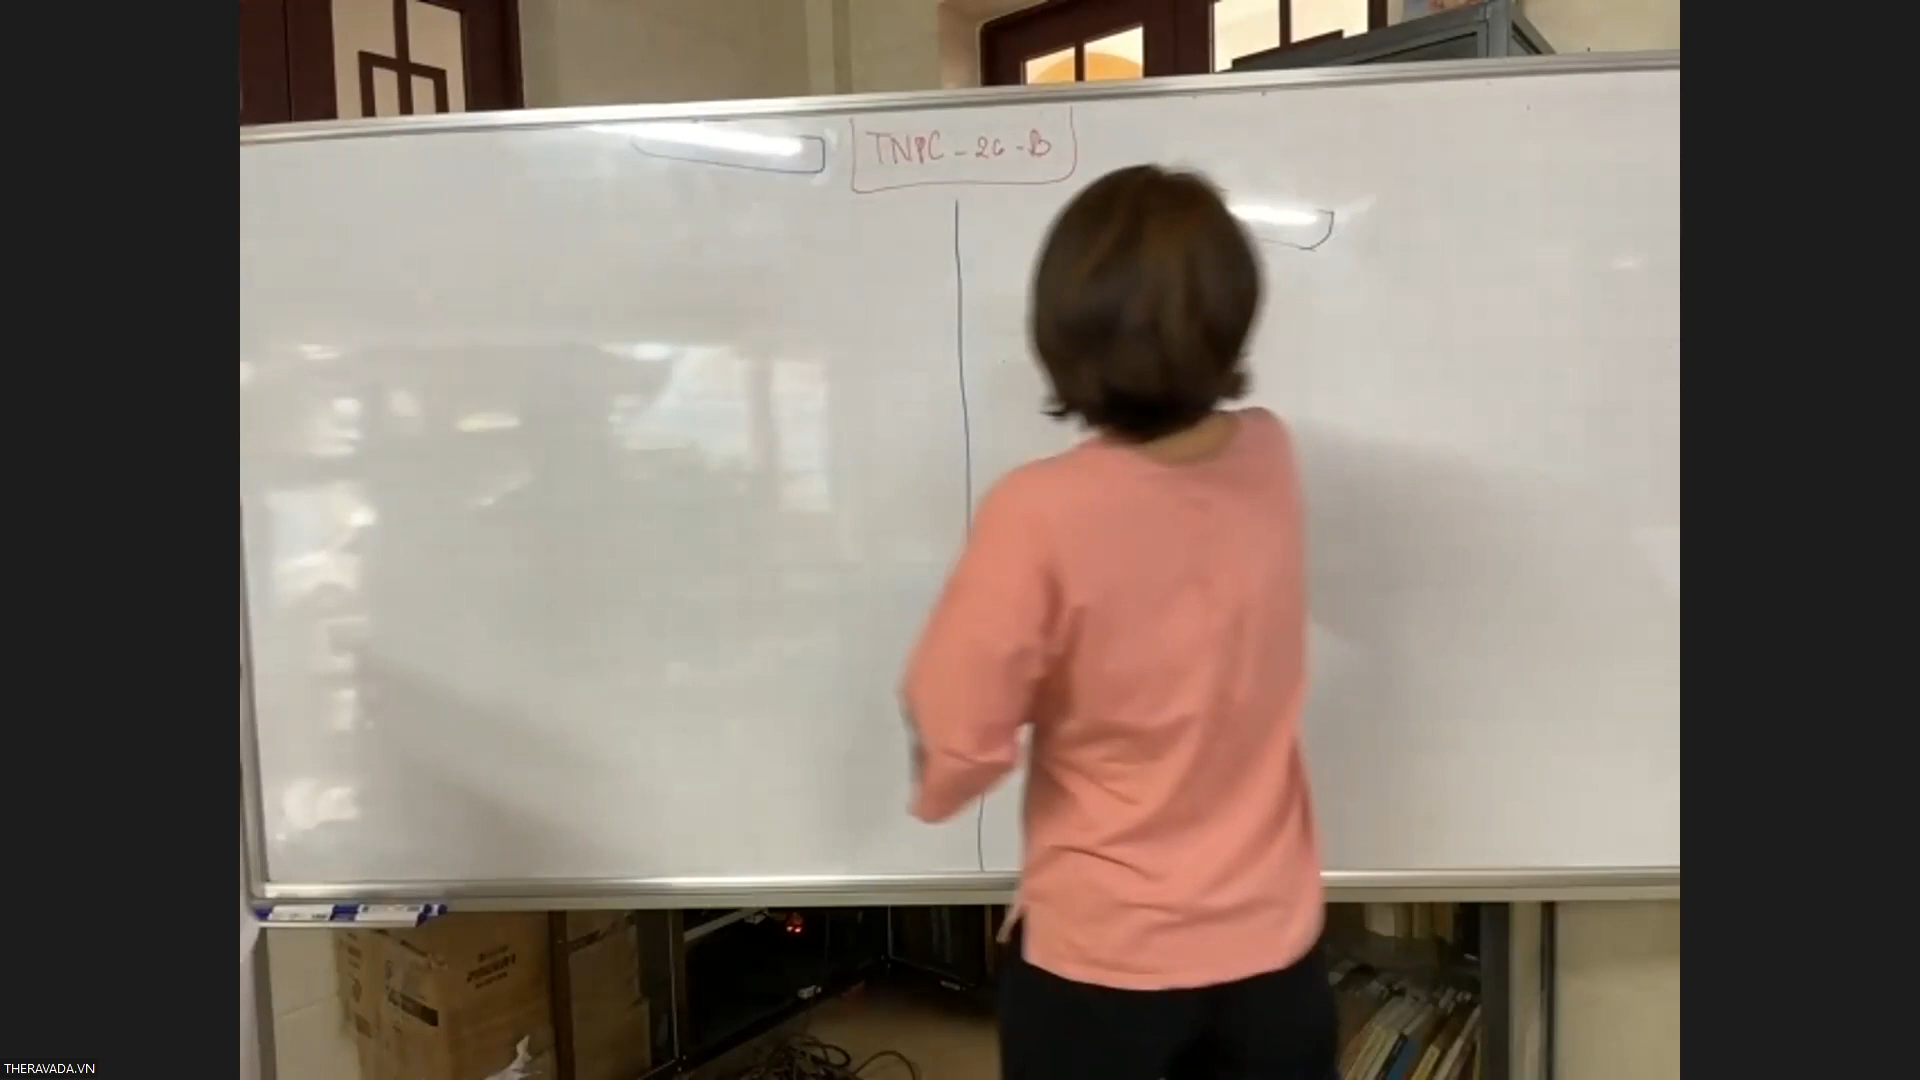 TNPC - 26 - B
THERAVADA.VN